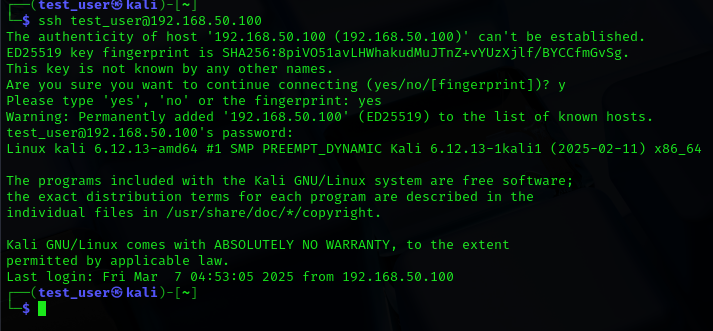 ┌──(test_user㉿kali)-[~]
└─$ ssh test_user@192.168.50.100
The authenticity of host '192.168.50.100 (192.168.50.100)' can't be established.
ED25519 key fingerprint is SHA256:8piVO51avLHWhakudMuJTnZ+vYUzXjlf/BYCCfmGvSg.
This key is not known by any other names.
Are you sure you want to continue connecting (yes/no/[fingerprint])? y
Please type 'yes', 'no' or the fingerprint: yes
Warning: Permanently added '192.168.50.100' (ED25519) to the list of known hosts.
test_user@192.168.50.100's password:
Linux kali 6.12.13-amd64 #1 SMP PREEMPT_DYNAMIC Kali 6.12.13-1kali1 (2025-02-11) x86_64
The programs included with the Kali GNU/Linux system are free software;
the exact distribution terms for each program are described in the
individual files in /usr/share/doc/*/copyright.
Kali GNU/Linux comes with ABSOLUTELY NO WARRANTY, to the extent
permitted by applicable law.
Last login: Fri Mar  7 04:53:05 2025 from 192.168.50.100
┌──(test_user㉿kali)-[~]
└─$